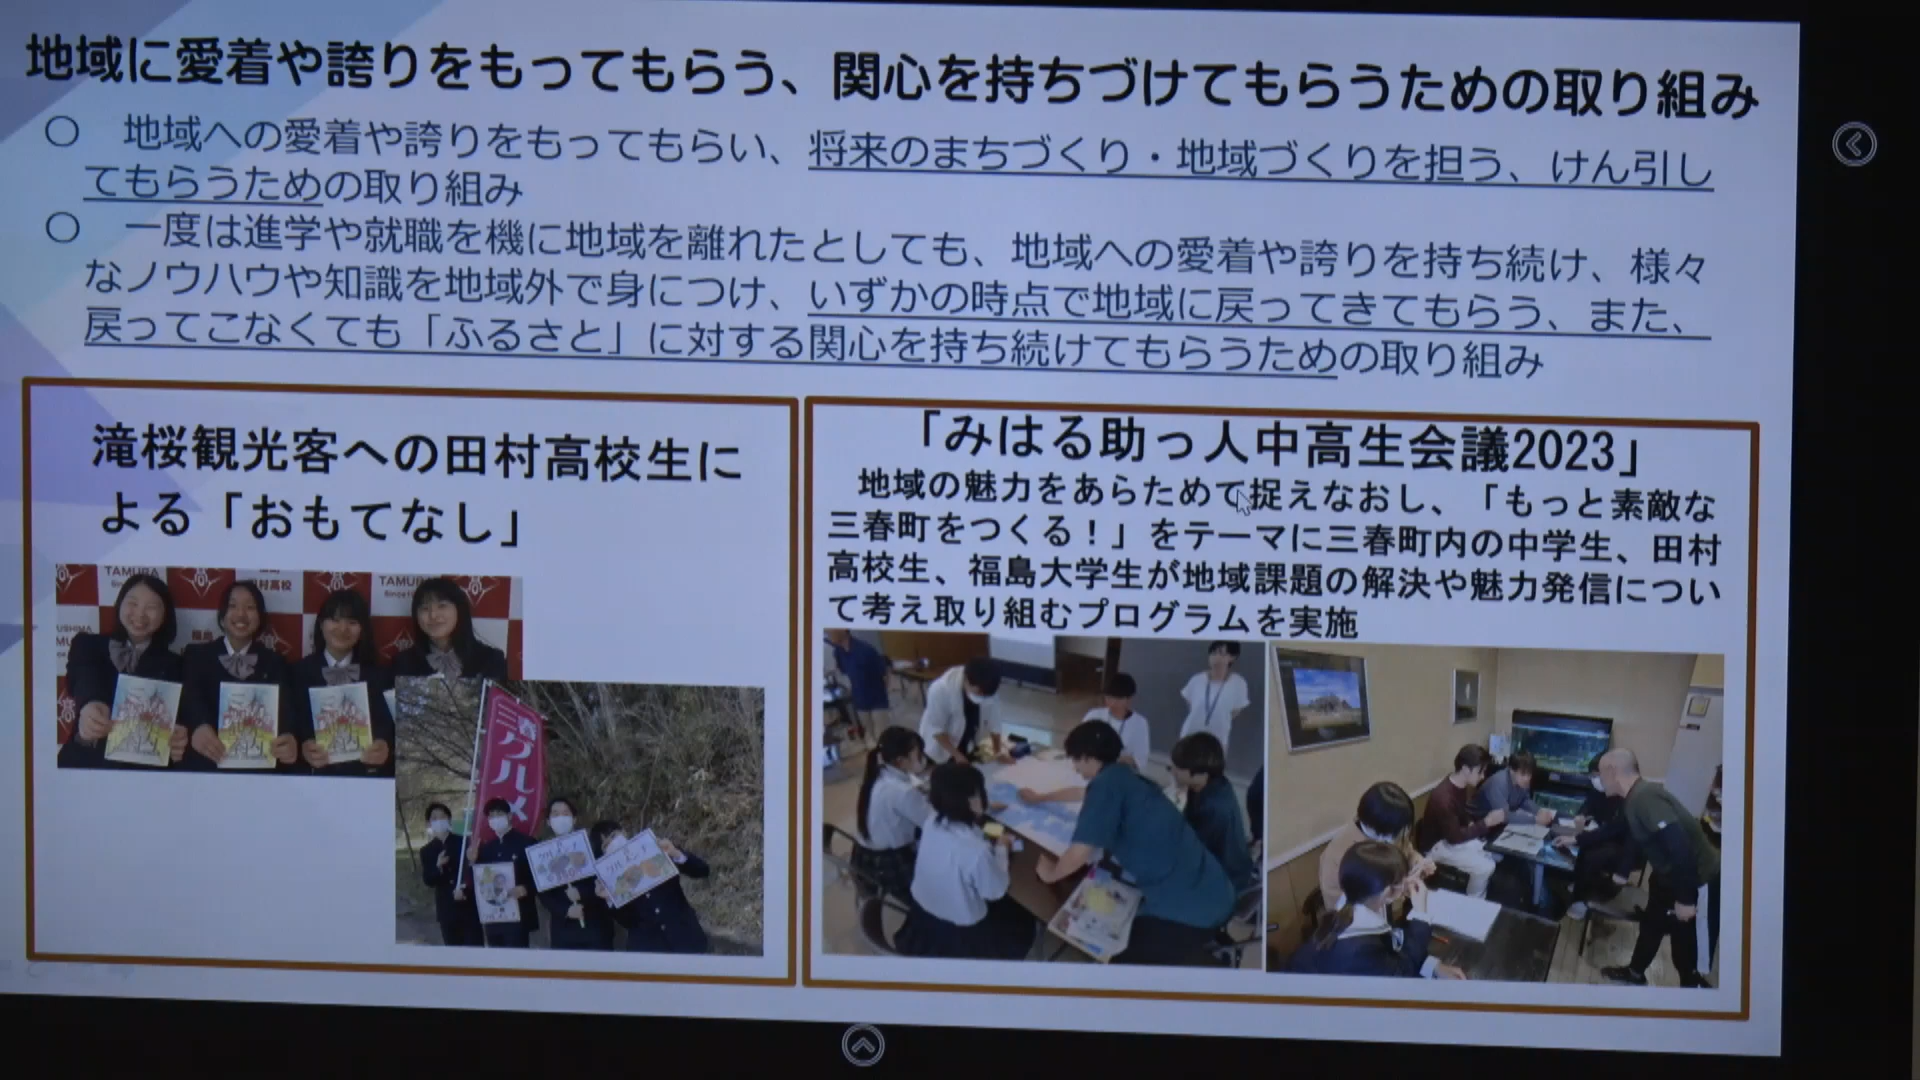 地域に愛着や誇りをもってもらう、関心を持ちづけてもらうための取り組み
〇　地域への愛着や誇りをもってもらい、将来のまちづくり・地域づくりを担う、けん引し
てもらうための取り組み
〇　一度は進学や就職を機に地域を離れたとしても、地域への愛着や誇りを持ち続け、様々
なノウハウや知識を地域外で身につけ、いずかの時点で地域に戻ってきてもらう、また、
戻ってこなくても「ふるさと」に対する関心を持ち続けてもらうための取り組み
滝桜観光客への田村高校生に
よる「おもてなし」
TAMURA
田村高校
TAMURA
福島
三春グルメ
「みはる助っ人中高生会議2023」
地域の魅力をあらためて捉えなおし、「もっと素敵な
三春町をつくる！」をテーマに三春町内の中学生、田村
高校生、福島大学生が地域課題の解決や魅力発信につい
て考え取り組むプログラムを実施